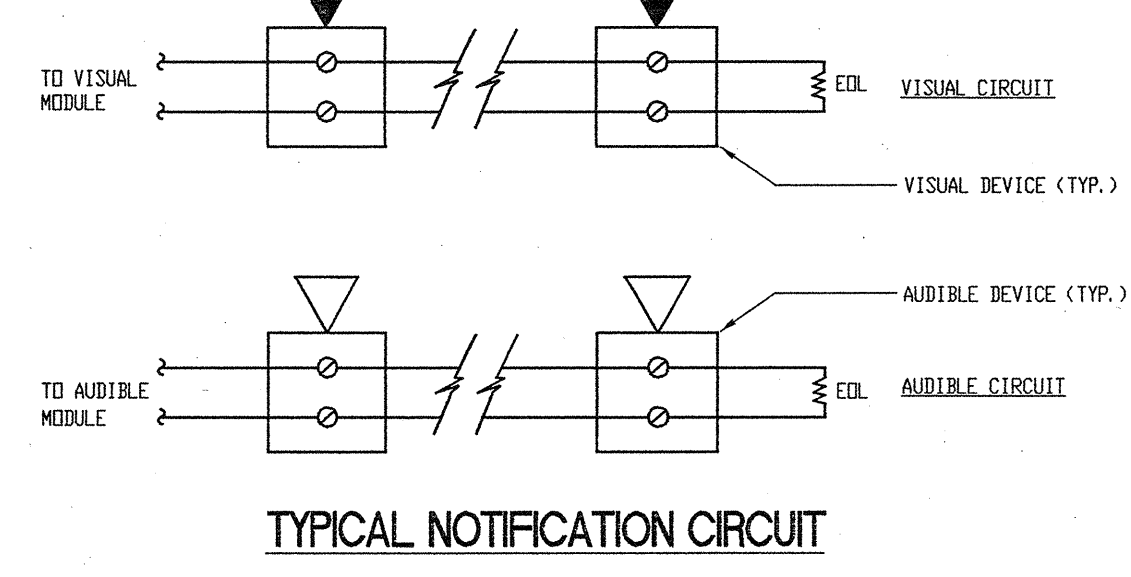 TO VISUAL
MODULE
EOL
VISUAL CIRCUIT
VISUAL DEVICE (TYP.)
AUDIBLE DEVICE (TYP.)
TO AUDIBLE
MODULE
EOL
AUDIBLE CIRCUIT
TYPICAL NOTIFICATION CIRCUIT